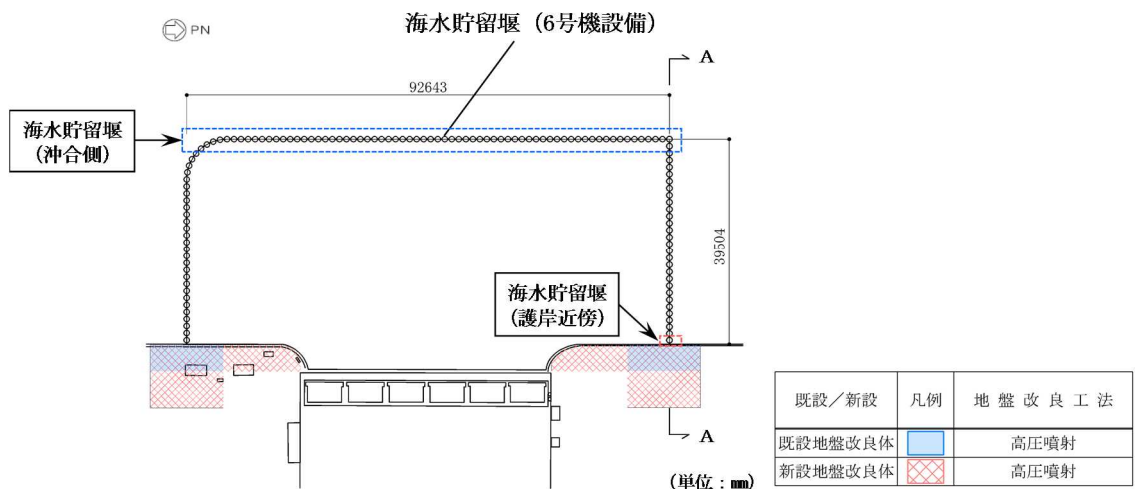 PN
海水貯留堰（6号機設備）
A
92643
海水貯留堰
（沖合側）
39504
海水貯留堰
（護岸近傍）
A
（単位：mm）
既設／新設 凡例 地盤改良工法
既設地盤改良体 高圧噴射
新設地盤改良体 高圧噴射